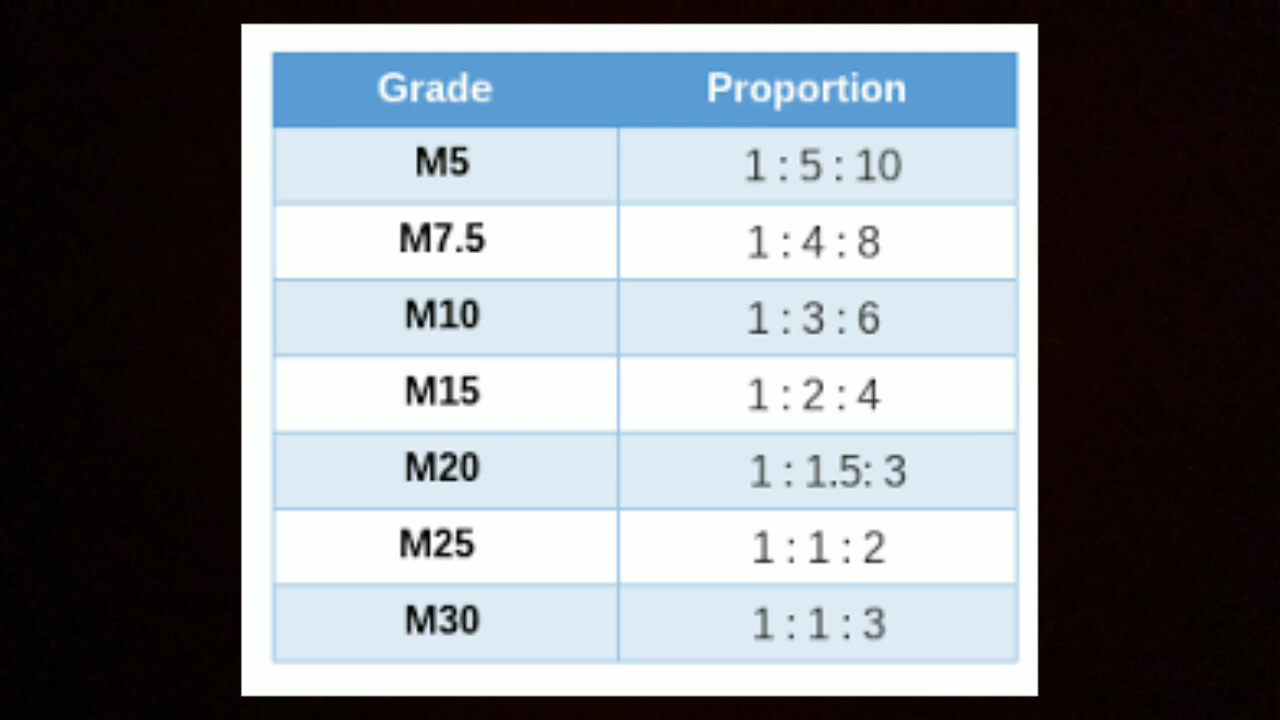 Grade Proportion
M5 1 : 5 : 10
M7.5 1 : 4 : 8
M10 1 : 3 : 6
M15 1 : 2 : 4
M20 1 : 1.5: 3
M25 1 : 1 : 2
M30 1 : 1 : 3